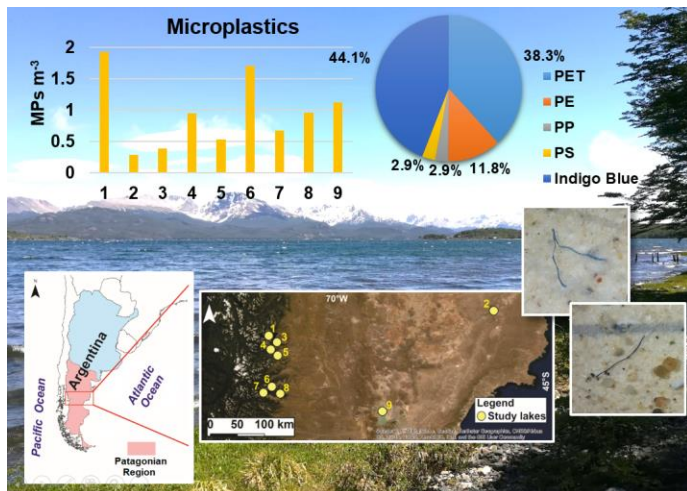 Microplastics
MPs m-3
2
1.5
1
0.5
0
1 2 3 4 5 6 7 8 9
44.1%
38.3%
2.9% 2.9% 11.8%
PET
PE
PP
PS
Indigo Blue
Argentina
Pacific Ocean
Atlantic Ocean
Patagonian
Region
70°W
45°S
1
2
3
4
5
6
7
8
9
0 50 100 km
Legend
Study lakes